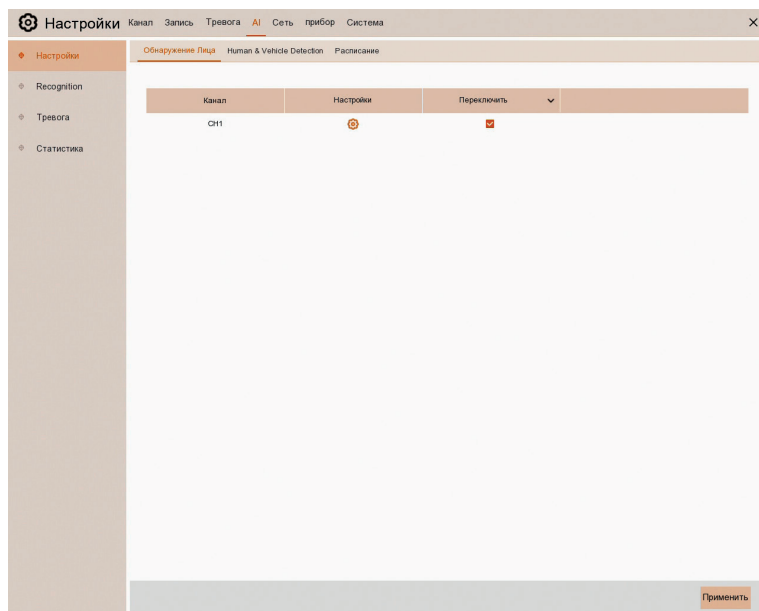 Настройки Канал Запись Тревога AI Сеть прибор Система
Настройки
Recognition
Тревога
Статистика
Обнаружение Лица Human & Vehicle Detection Расписание
Канал Настройки Переключить
CH1
Применить